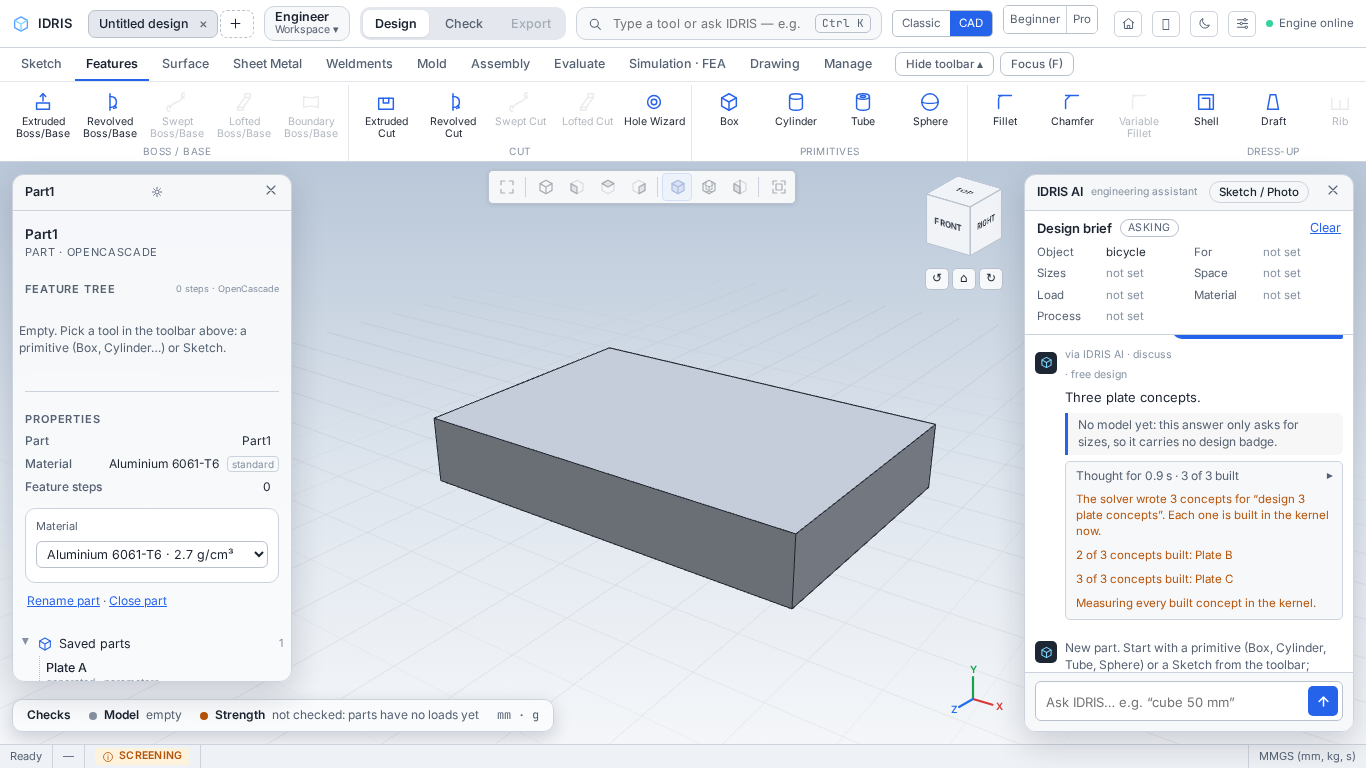 IDRIS
Untitled design ×
+
Engineer
Workspace ▾
Design
Check
Export
Type a tool or ask IDRIS — e.g.
Ctrl K
Classic
CAD
Beginner
Pro
Engine online
Sketch
Features
Surface
Sheet Metal
Weldments
Mold
Assembly
Evaluate
Simulation · FEA
Drawing
Manage
Hide toolbar ▴
Focus (F)
Extruded Boss/Base
Revolved Boss/Base
Swept Boss/Base
Lofted Boss/Base
Boundary Boss/Base
BOSS / BASE
Extruded Cut
Revolved Cut
Swept Cut
Lofted Cut
Hole Wizard
CUT
Box
Cylinder
Tube
Sphere
PRIMITIVES
Fillet
Chamfer
Variable Fillet
Shell
Draft
Rib
DRESS-UP
Part1
Part1
PART · OPENCASCADE
FEATURE TREE
0 steps · OpenCascade
Empty. Pick a tool in the toolbar above: a
primitive (Box, Cylinder…) or Sketch.
PROPERTIES
Part Part1
Material Aluminium 6061-T6 standard
Feature steps 0
Material
Aluminium 6061-T6 · 2.7 g/cm³
Rename part · Close part
Saved parts 1
Plate A
TOP
FRONT
RIGHT
Y
X
Z
Checks
Model empty
Strength not checked: parts have no loads yet
mm · g
IDRIS AI engineering assistant
Sketch / Photo
Design brief ASKING Clear
Object bicycle For not set
Sizes not set Space not set
Load not set Material not set
Process not set
via IDRIS AI · discuss
· free design
Three plate concepts.
No model yet: this answer only asks for
sizes, so it carries no design badge.
Thought for 0.9 s · 3 of 3 built
The solver wrote 3 concepts for “design 3
plate concepts”. Each one is built in the kernel
now.
2 of 3 concepts built: Plate B
3 of 3 concepts built: Plate C
Measuring every built concept in the kernel.
New part. Start with a primitive (Box, Cylinder,
Tube, Sphere) or a Sketch from the toolbar;
Ask IDRIS… e.g. “cube 50 mm”
Ready
—
SCREENING
MMGS (mm, kg, s)